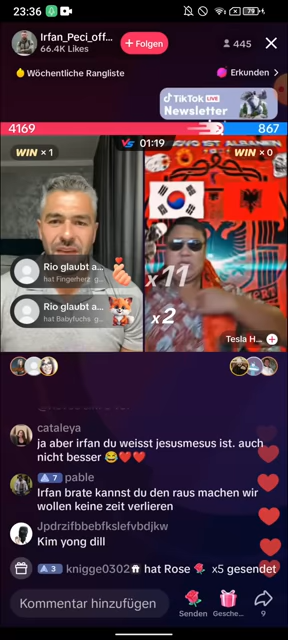 23:36
79
Irfan_Peci_off...
66.4K Likes
+ Folgen
445
Wöchentliche Rangliste
Erkunden
TikTok LIVE
Newsletter
4169
867
WIN × 1
VS 01:19
WIN × 0
Rio glaubt a...
hat Fingerherz g...
x11
Rio glaubt a...
hat Babyfuchs. g...
x2
Tesla H...
cataleya
ja aber irfan du weisst jesusmesus ist. auch
nicht besser 😂❤️❤️
7 pable
Irfan brate kannst du den raus machen wir
wollen keine zeit verlieren
Jpdrzifbbebfkslefvbdjkw
Kim yong dill
3 knigge0302 hat Rose 🌹 x5 gesendet
Kommentar hinzufügen
Senden
Gesche...
9